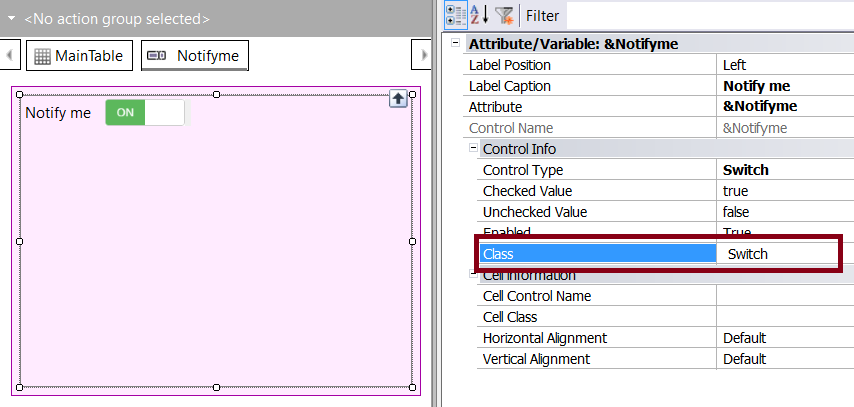 <No action group selected>
MainTable
Notifyme
Notify me
ON
Filter
Attribute/Variable: &Notifyme
Label Position Left
Label Caption Notify me
Attribute &Notifyme
Control Name &Notifyme
Control Info
Control Type Switch
Checked Value true
Unchecked Value false
Enabled True
Class Switch
Cell Information
Cell Control Name
Cell Class
Horizontal Alignment Default
Vertical Alignment Default